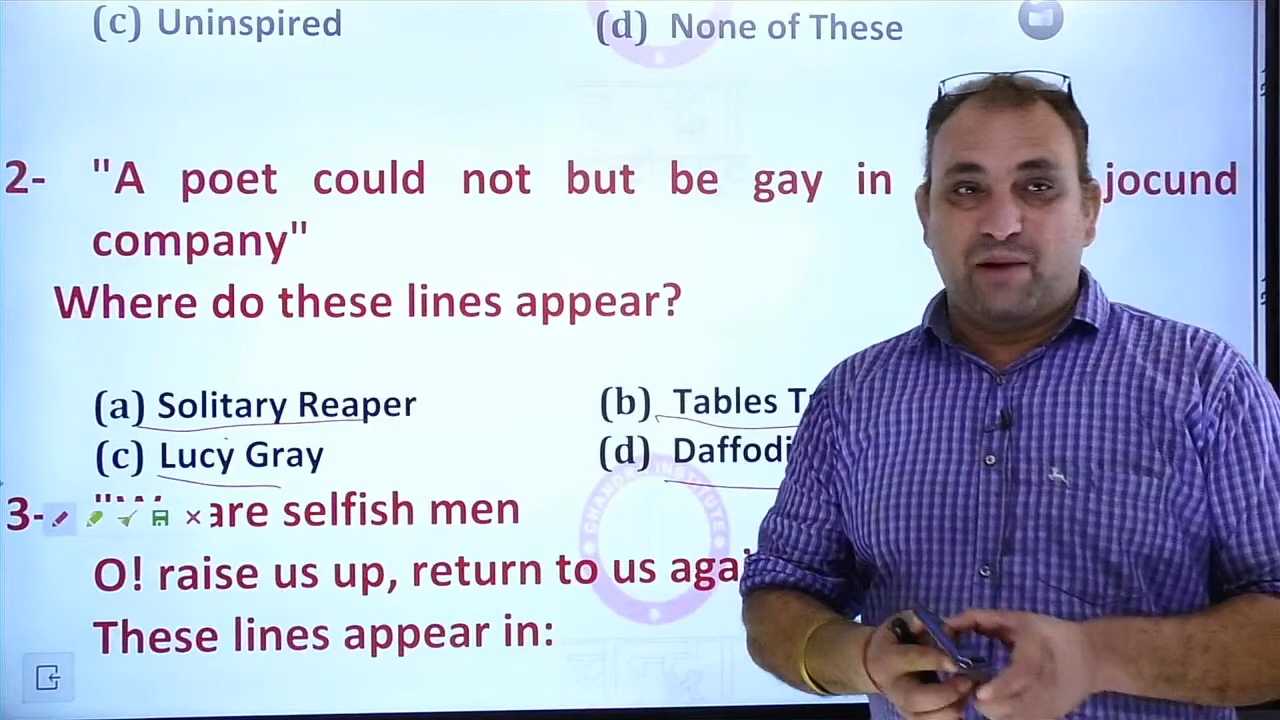 (c) Uninspired (d) None of These
2- "A poet could not but be gay in jocund
company"
Where do these lines appear?
(a) Solitary Reaper (b) Tables
(c) Lucy Gray (d)
3- are selfish men
O! raise us up, return to us
These lines appear in: